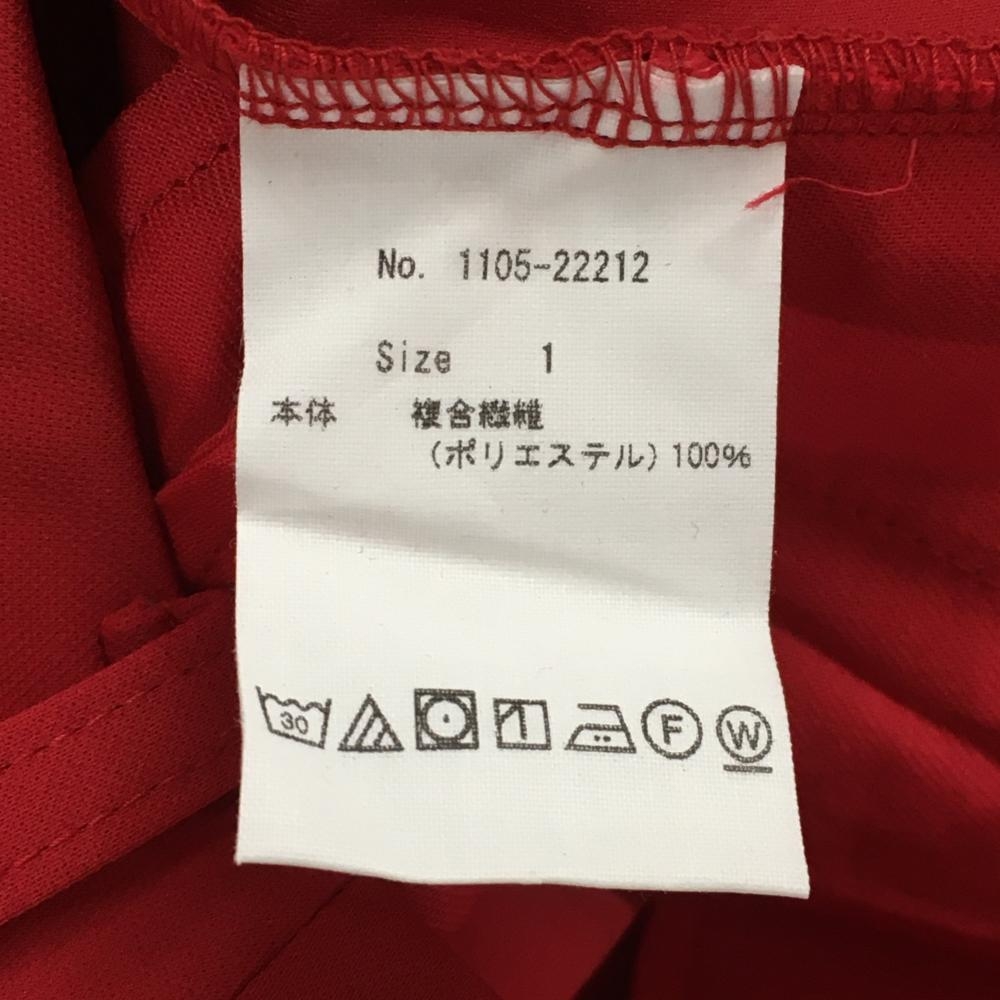 No. 1105-22212
Size 1
本体 複合繊維
(ポリエステル) 100%
30 F W